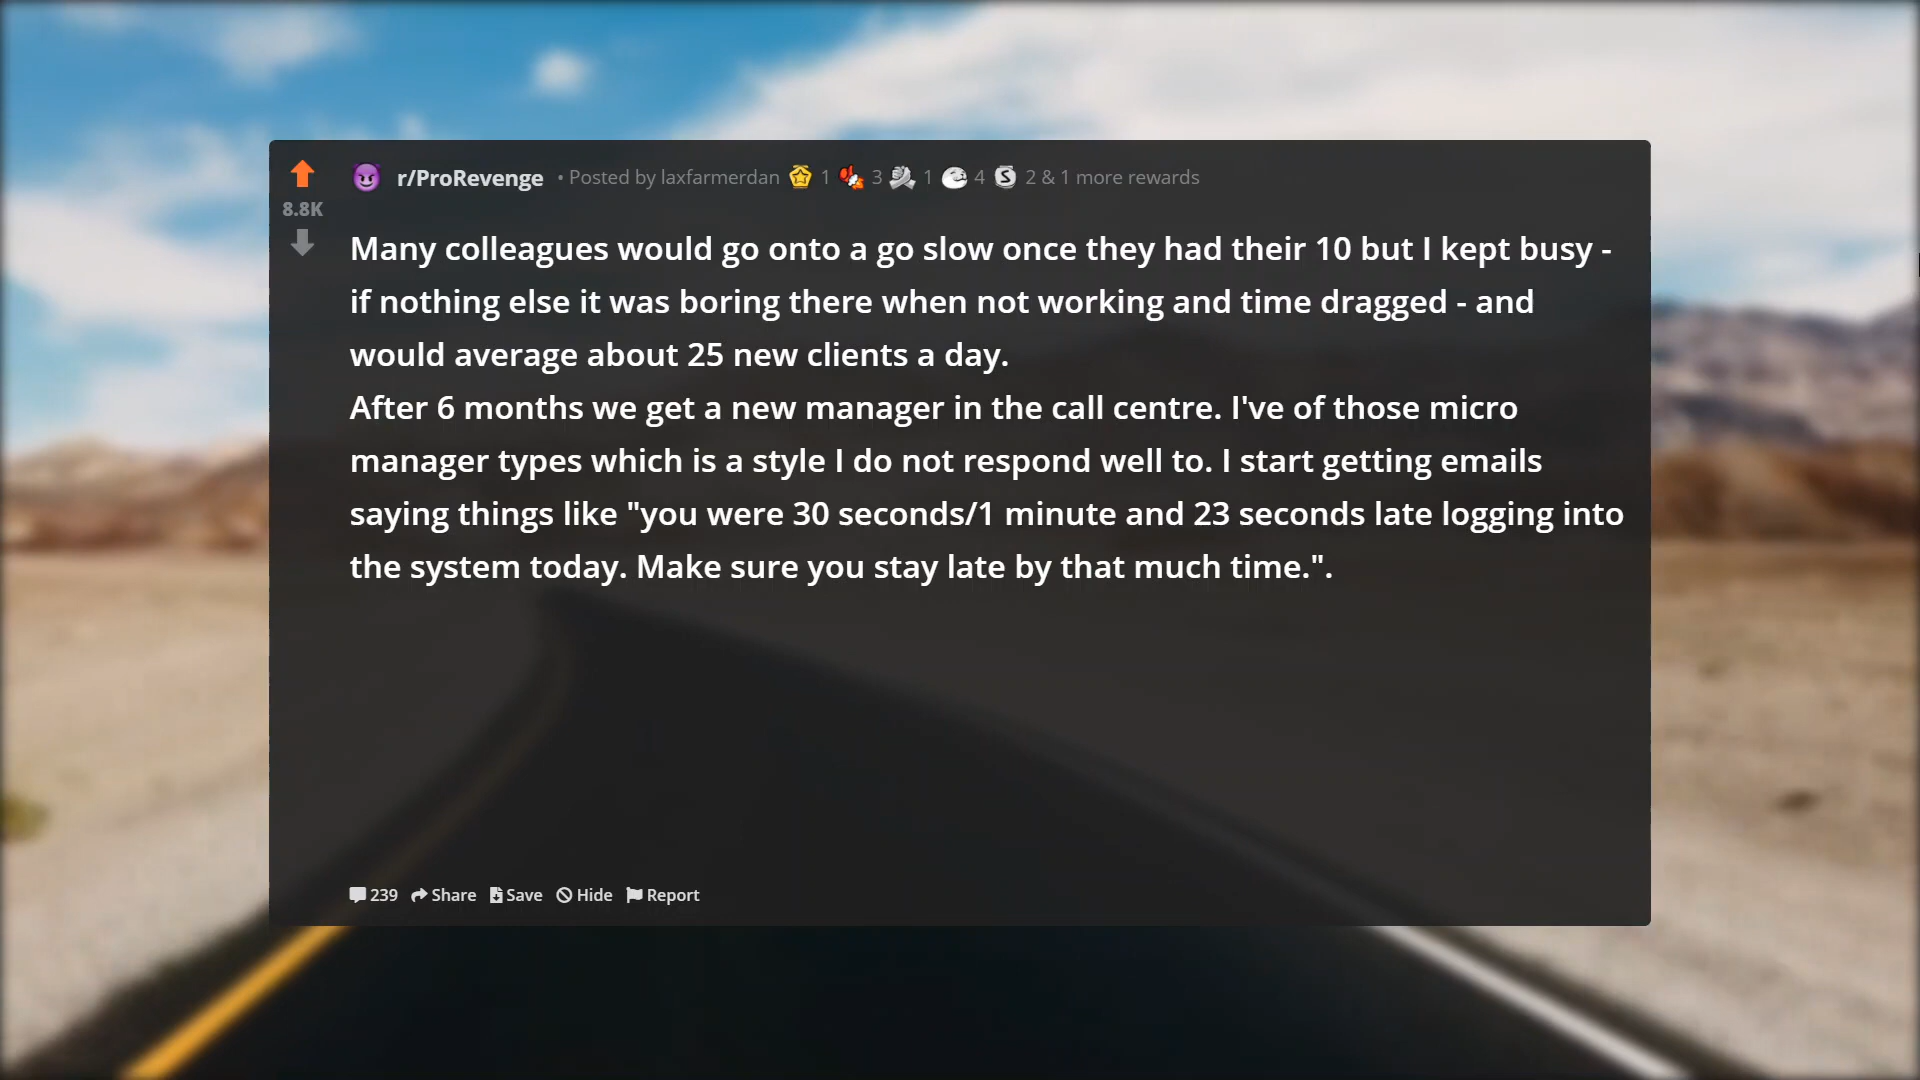 r/ProRevenge • Posted by laxfarmerdan 1 3 1 4 S 2 & 1 more rewards
8.8K
Many colleagues would go onto a go slow once they had their 10 but I kept busy -
if nothing else it was boring there when not working and time dragged - and
would average about 25 new clients a day.
After 6 months we get a new manager in the call centre. I've of those micro
manager types which is a style I do not respond well to. I start getting emails
saying things like "you were 30 seconds/1 minute and 23 seconds late logging into
the system today. Make sure you stay late by that much time.".
239 Share Save Hide Report